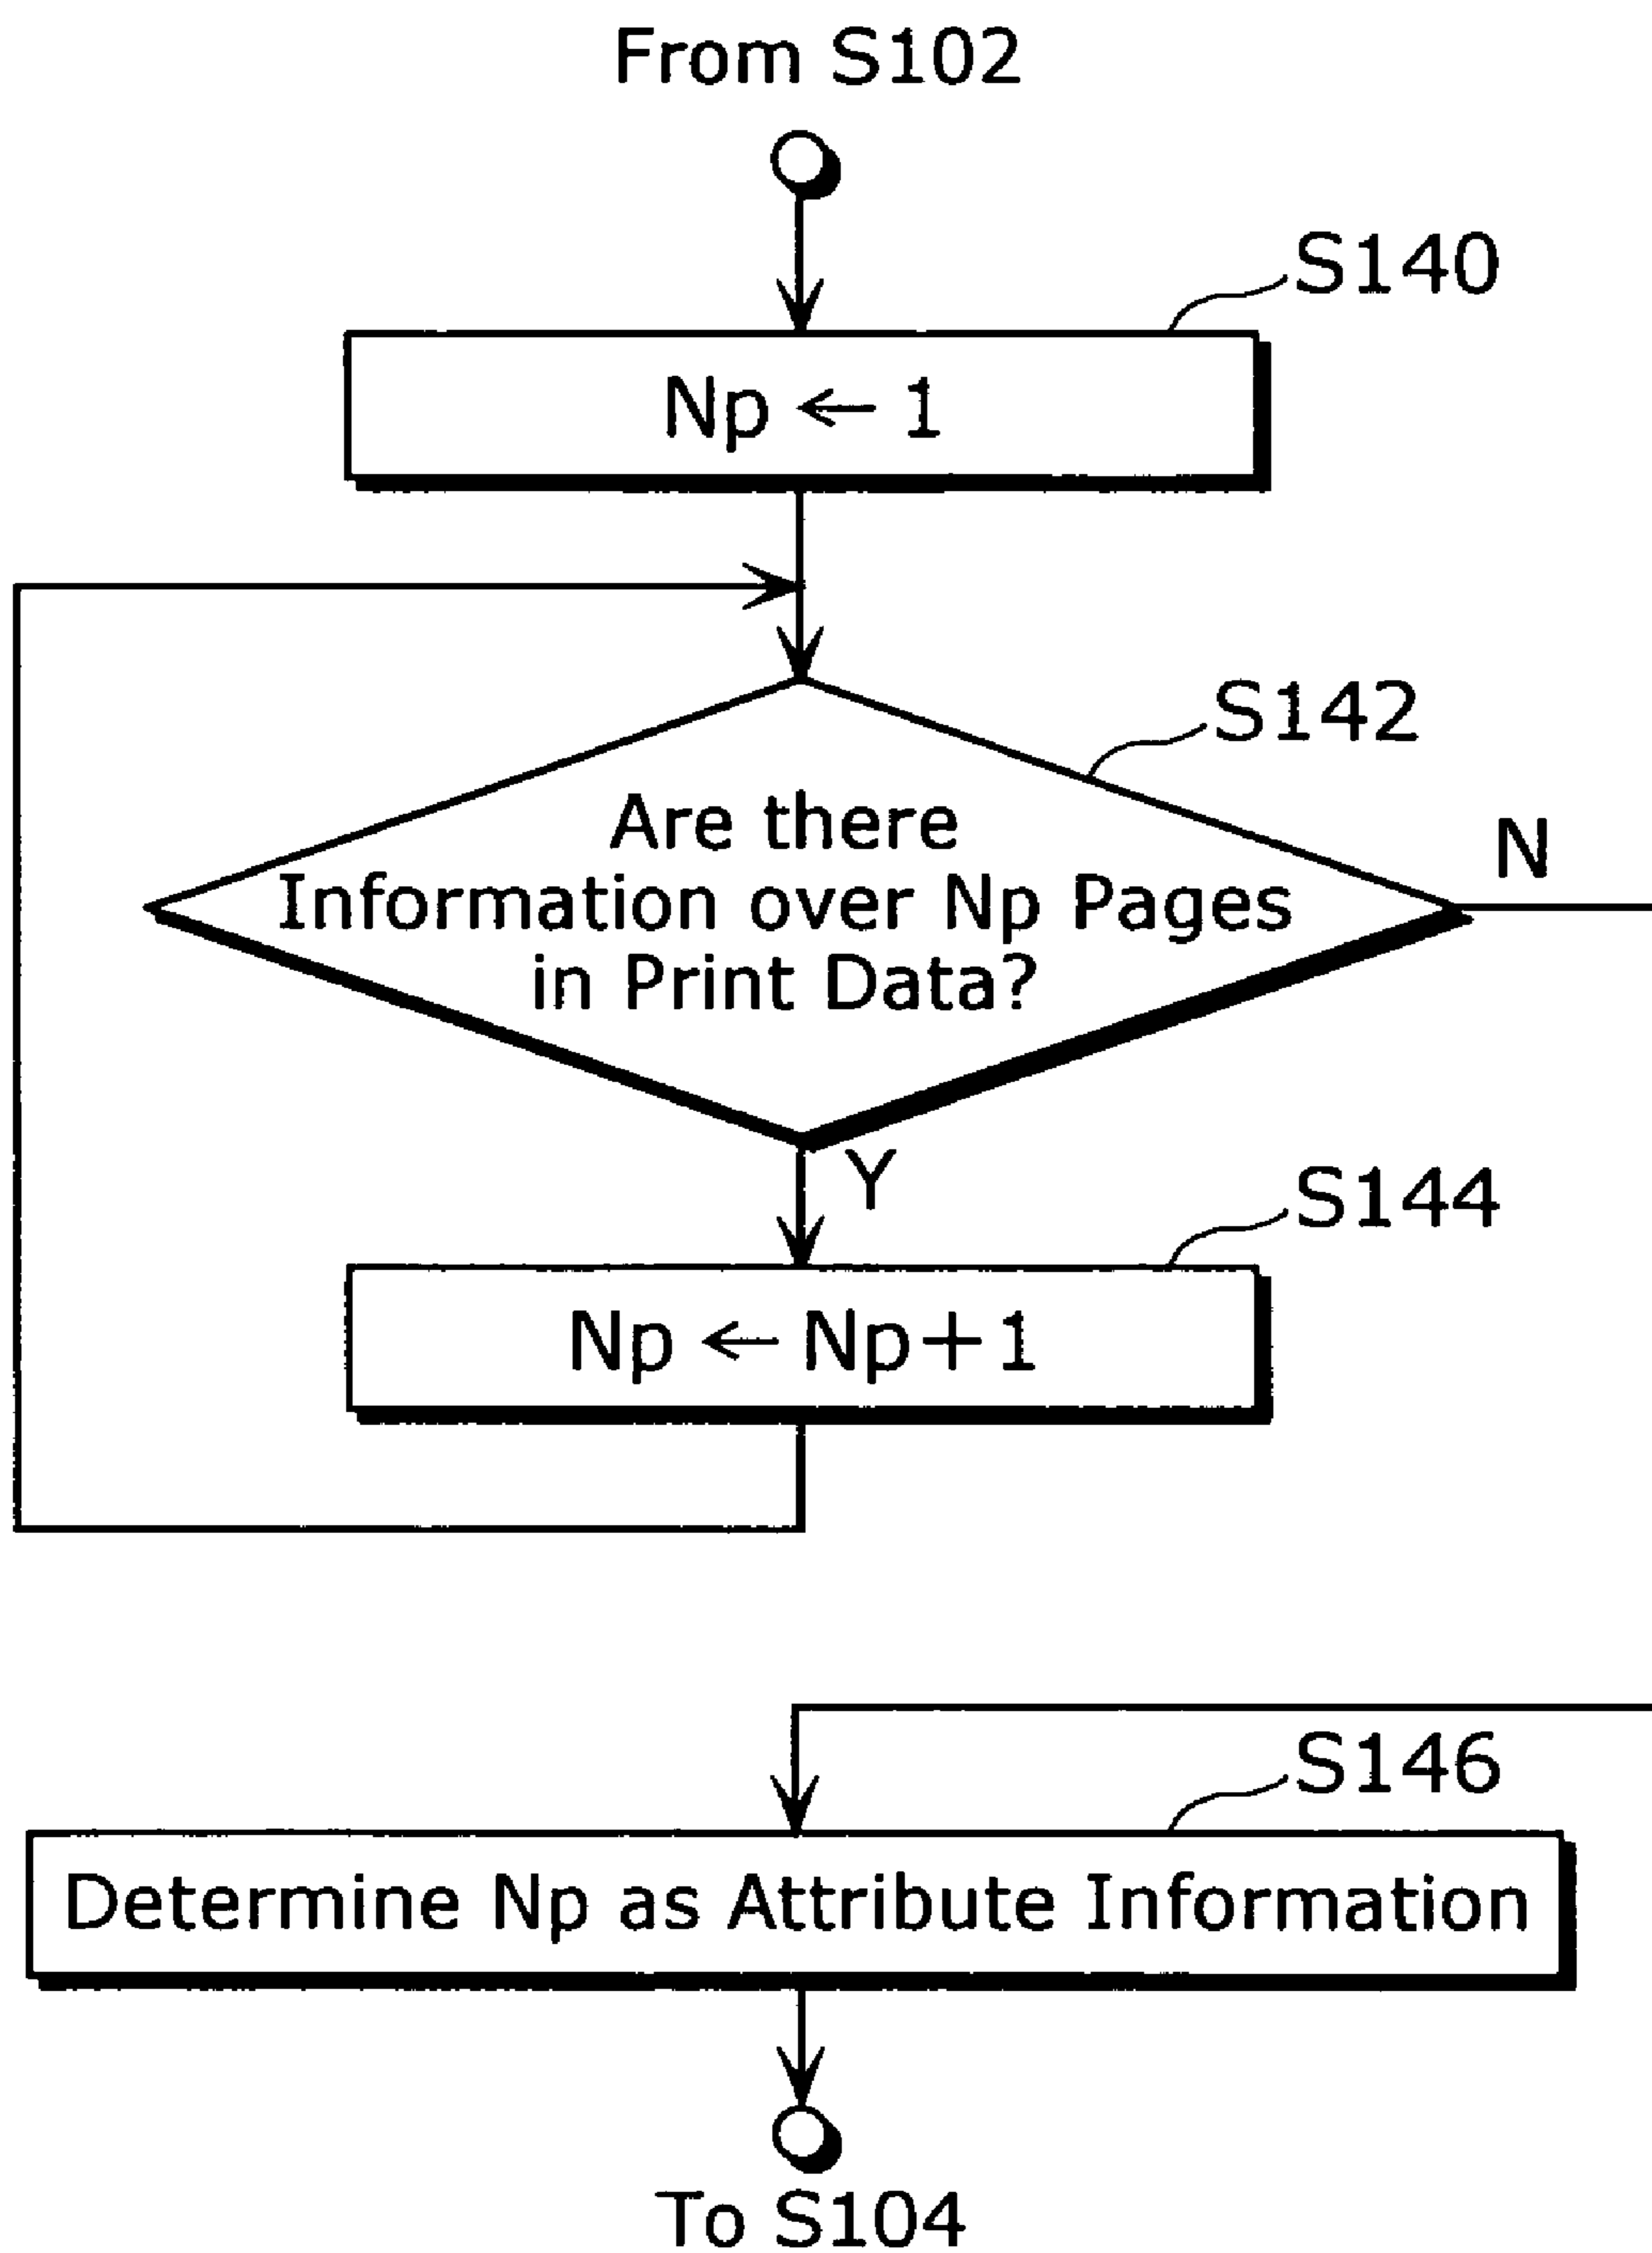 From S102
S140
Np ← 1
S142
Are there
Information over Np Pages
in Print Data?
N
Y
S144
Np ← Np+1
S146
Determine Np as Attribute Information
To S104